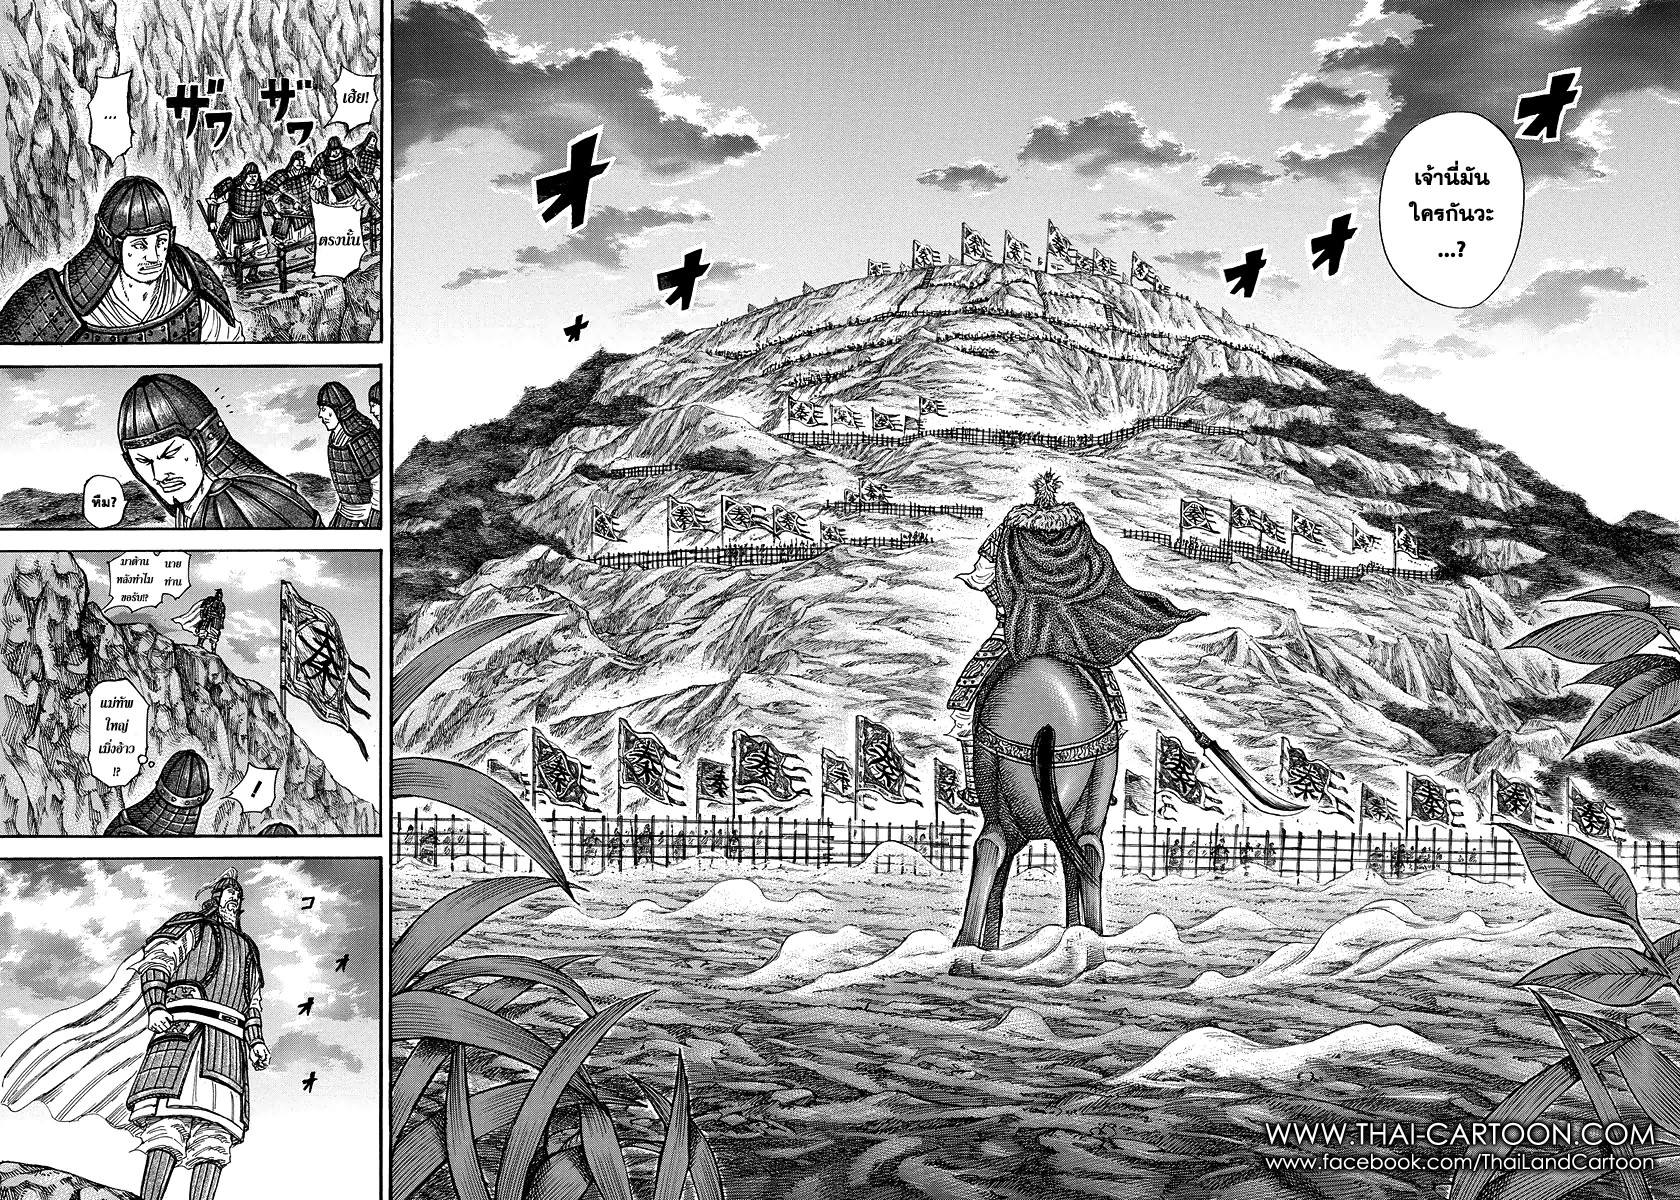 เจ้านี่มัน
ใครกันวะ
...?
オ
オ
オ
オ
オ
オ
เฮ้ย!
ザワ
ザワ
...
ตรงนั้น
ทีม?
นาย
ท่าน
มาด้าน
หลังทำไม
ขอรับ!?
แม่ทัพ
ใหญ่
เมิ่งอ้าว
!?
!
秦
コ
オ
オ
オ
WWW.THAI-CARTOON.COM
www.facebook.com/ThaiLandCartoon